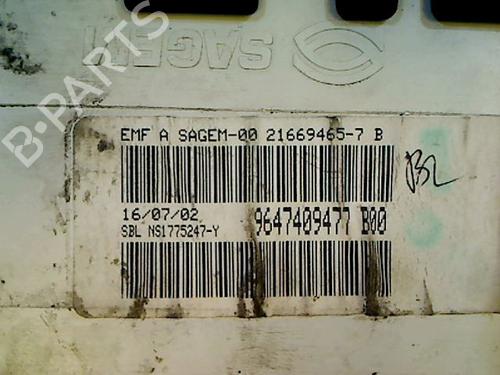 SAGEM
B-PARTS
EMF A SAGEM-00 21669465-7 B
16/07/02
9647409477 B00
SBL NS1775247-Y